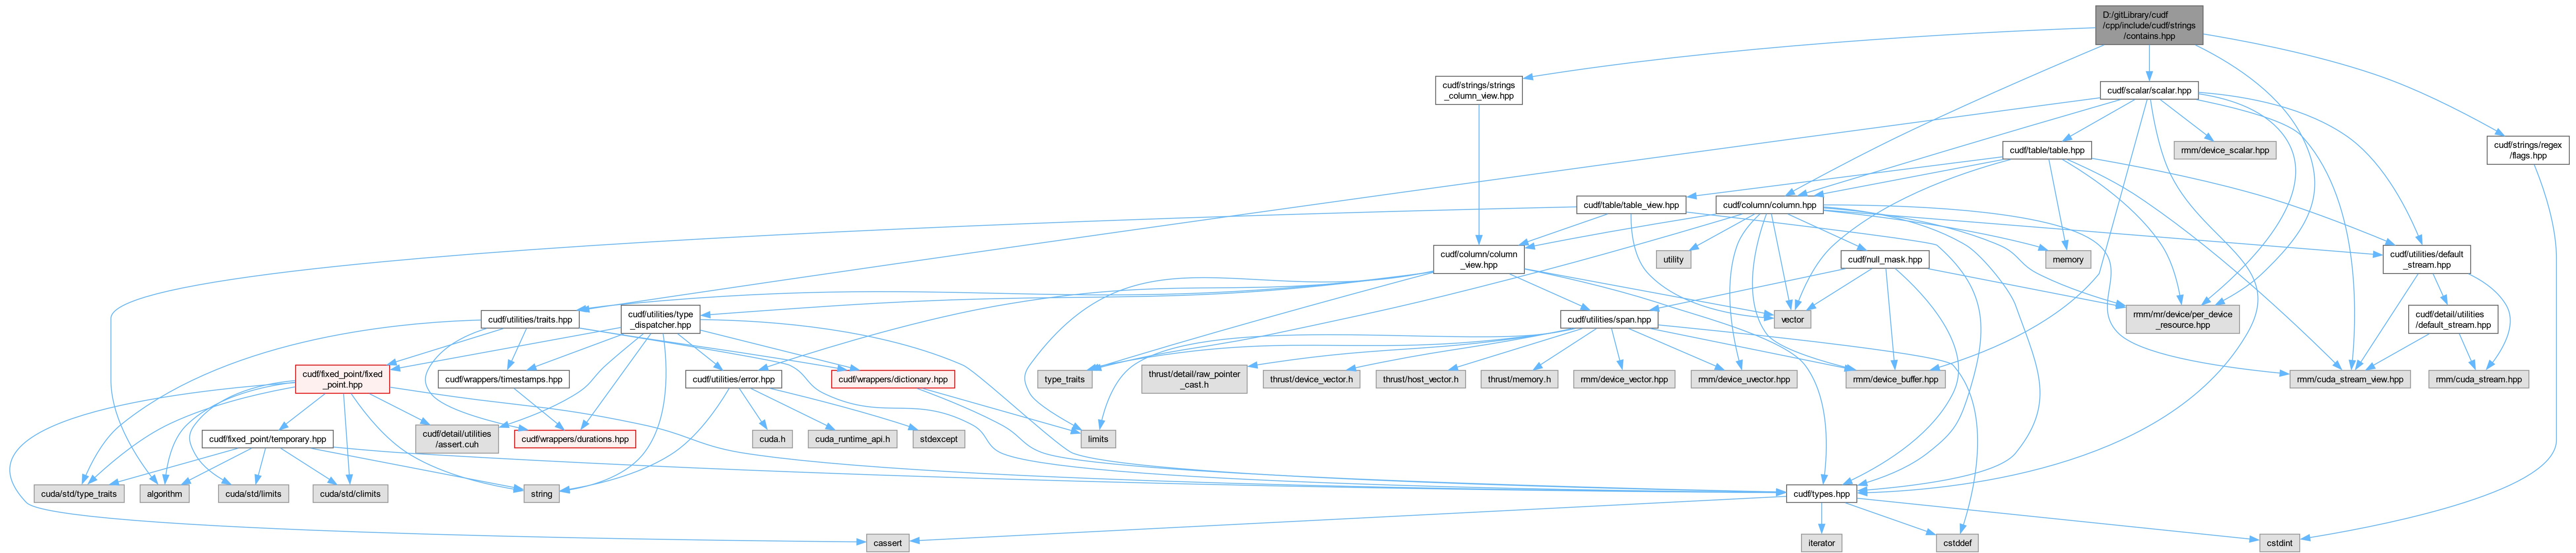 D:/gitLibrary/cudf
/cpp/include/cudf/strings
/contains.hpp
cudf/strings/strings
_column_view.hpp
cudf/scalar/scalar.hpp
cudf/table/table.hpp
rmm/device_scalar.hpp
cudf/strings/regex
/flags.hpp
cudf/table/table_view.hpp
cudf/column/column.hpp
cudf/column/column
_view.hpp
utility
cudf/null_mask.hpp
memory
cudf/utilities/default
_stream.hpp
cudf/utilities/traits.hpp
cudf/utilities/type
_dispatcher.hpp
cudf/utilities/span.hpp
vector
rmm/mr/device/per_device
_resource.hpp
cudf/detail/utilities
/default_stream.hpp
cudf/fixed_point/fixed
_point.hpp
cudf/wrappers/timestamps.hpp
cudf/utilities/error.hpp
cudf/wrappers/dictionary.hpp
type_traits
thrust/detail/raw_pointer
_cast.h
thrust/device_vector.h
thrust/host_vector.h
thrust/memory.h
rmm/device_vector.hpp
rmm/device_uvector.hpp
rmm/device_buffer.hpp
rmm/cuda_stream_view.hpp
rmm/cuda_stream.hpp
cudf/fixed_point/temporary.hpp
cudf/detail/utilities
/assert.cuh
cudf/wrappers/durations.hpp
cuda.h
cuda_runtime_api.h
stdexcept
limits
cuda/std/type_traits
algorithm
cuda/std/limits
cuda/std/climits
string
cudf/types.hpp
cassert
iterator
cstddef
cstdint